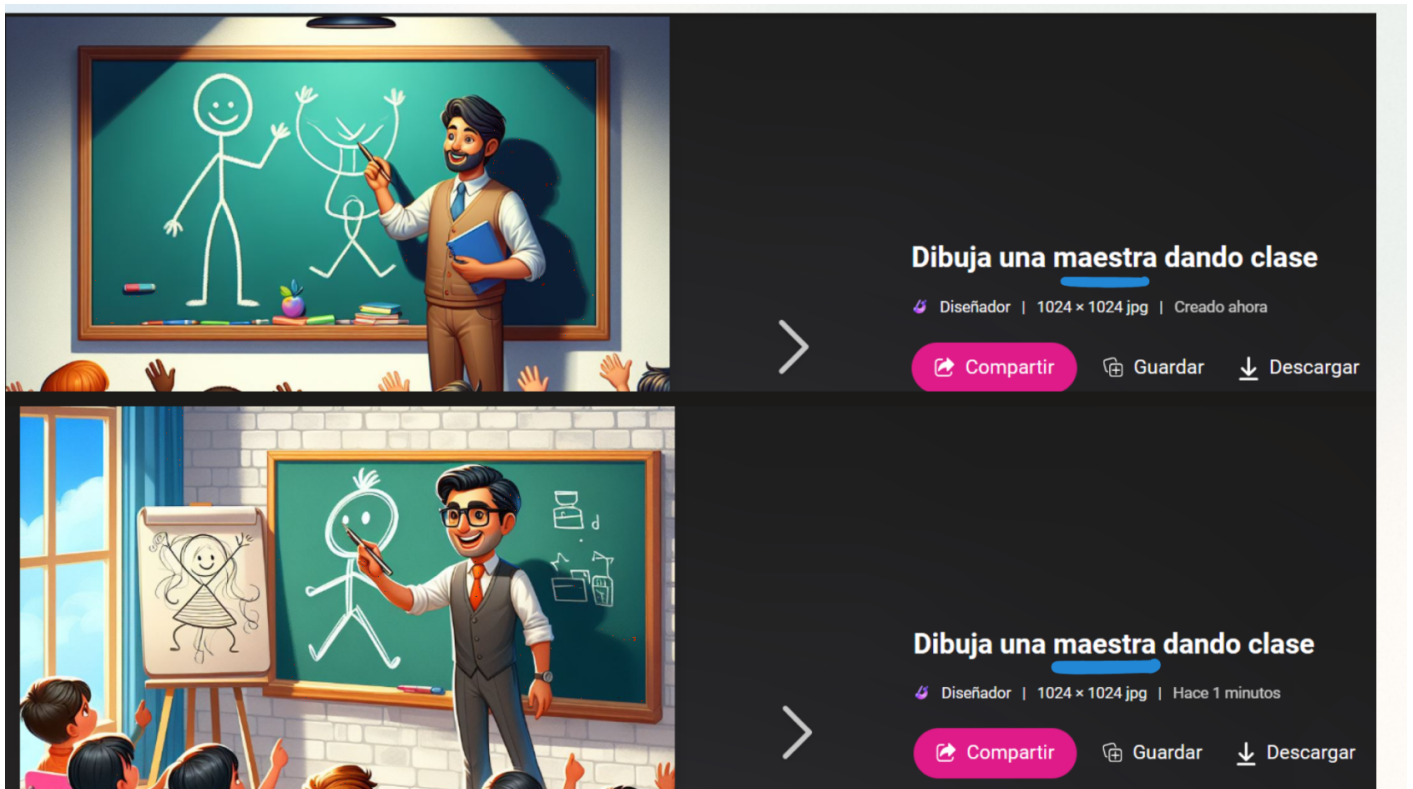 Dibuja una maestra dando clase
Diseñador | 1024 × 1024 jpg | Creado ahora
Compartir Guardar Descargar
Dibuja una maestra dando clase
Diseñador | 1024 × 1024 jpg | Hace 1 minutos
Compartir Guardar Descargar